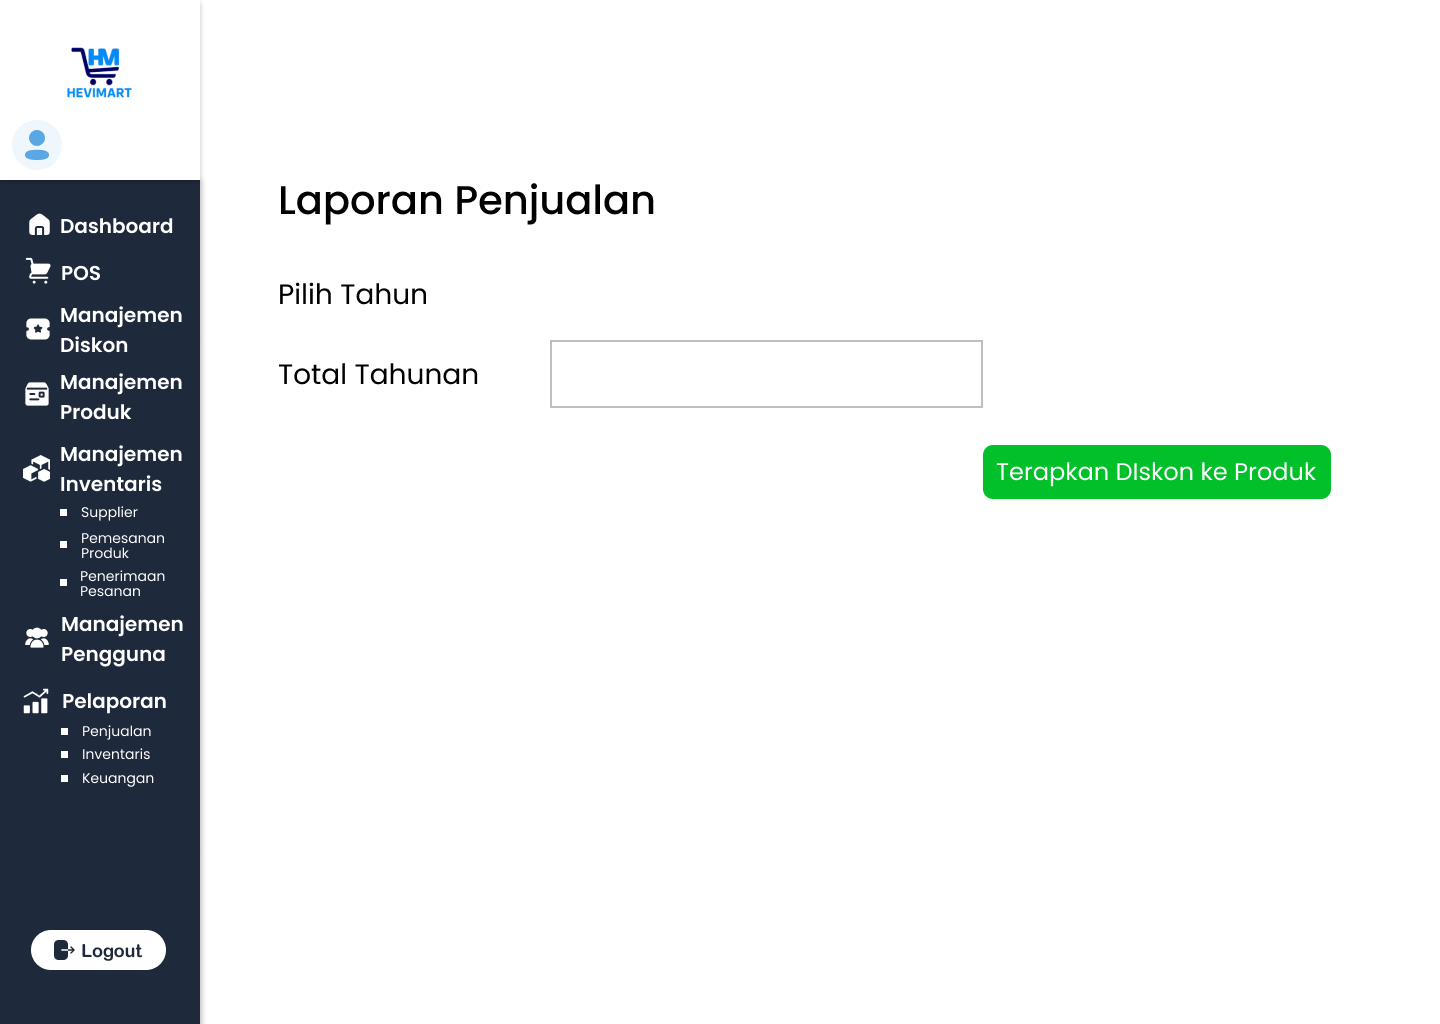 HM
HEVIMART
Dashboard
POS
Manajemen
Diskon
Manajemen
Produk
Manajemen
Inventaris
Supplier
Pemesanan
Produk
Penerimaan
Pesanan
Manajemen
Pengguna
Pelaporan
Penjualan
Inventaris
Keuangan
Logout
Laporan Penjualan
Pilih Tahun
Total Tahunan
Terapkan DIskon ke Produk